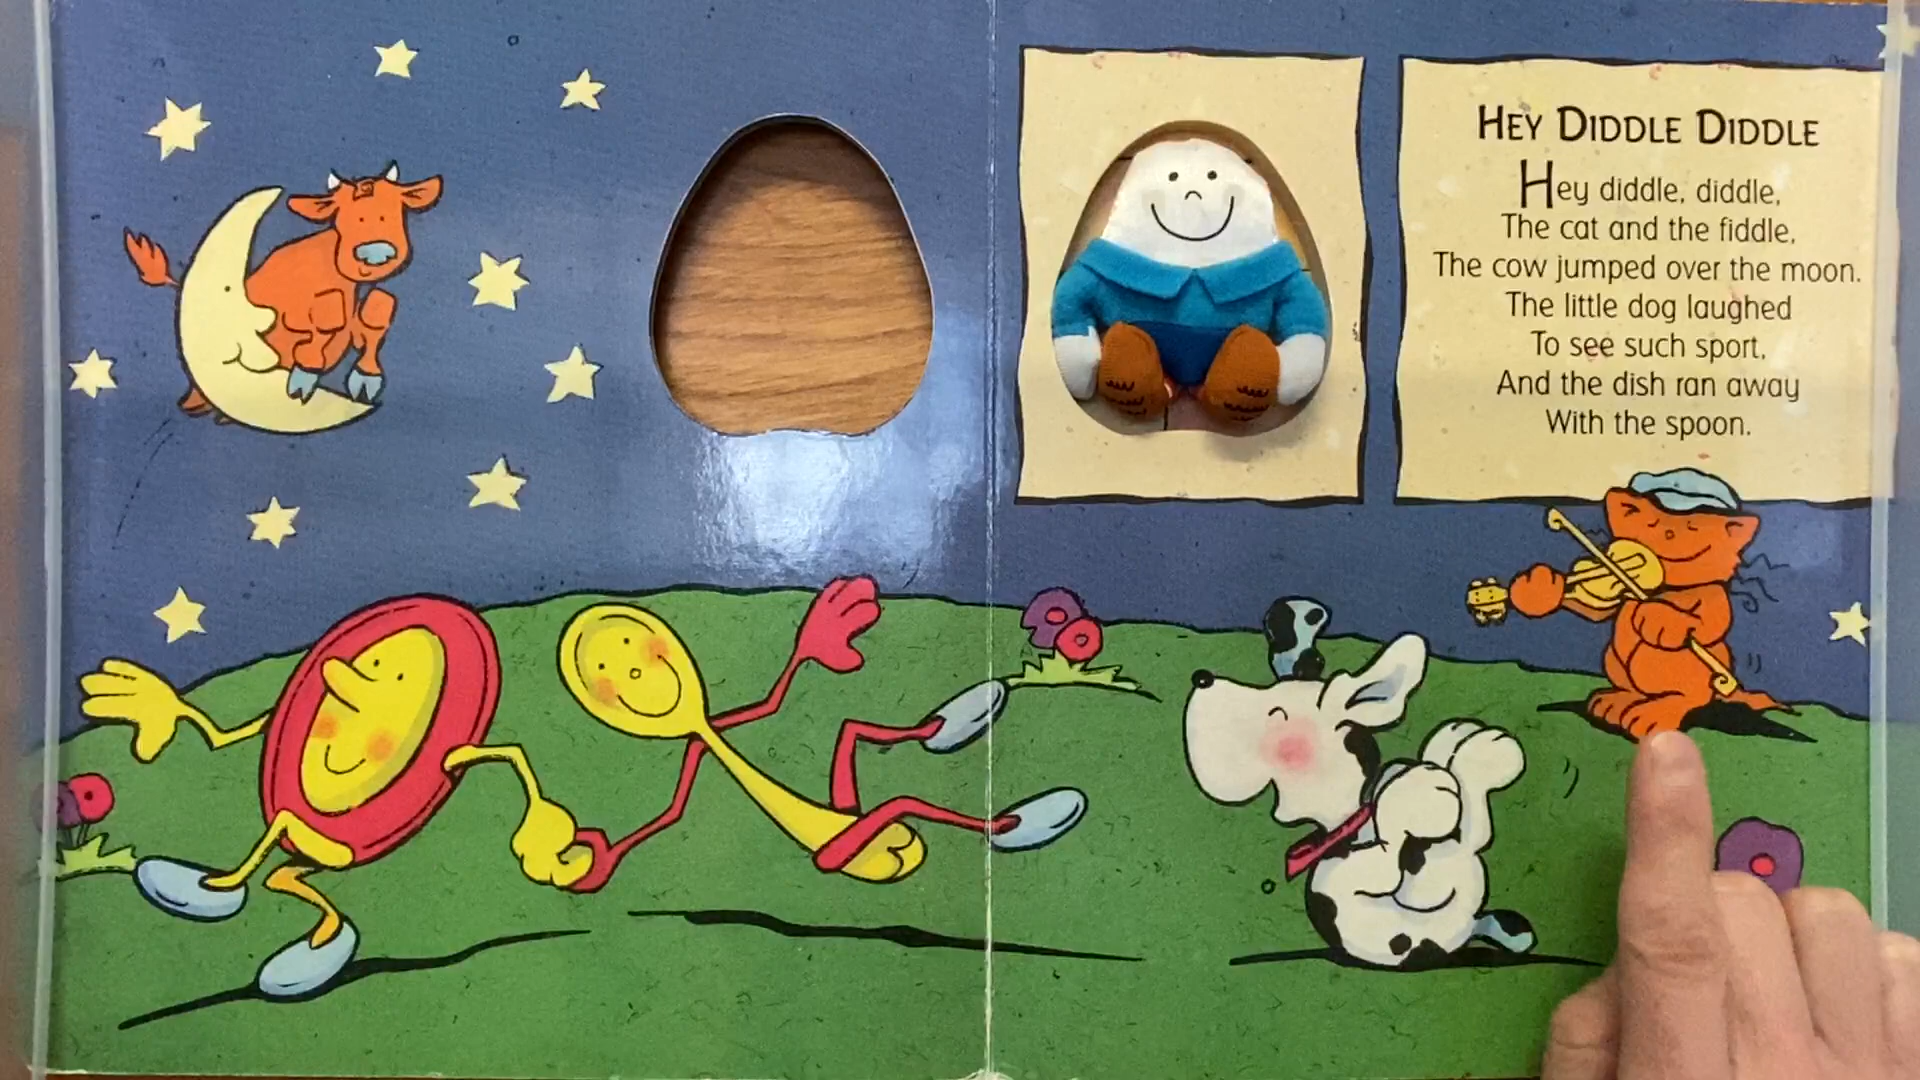 HEY DIDDLE DIDDLE
Hey diddle, diddle,
The cat and the fiddle,
The cow jumped over the moon.
The little dog laughed
To see such sport,
And the dish ran away
With the spoon.